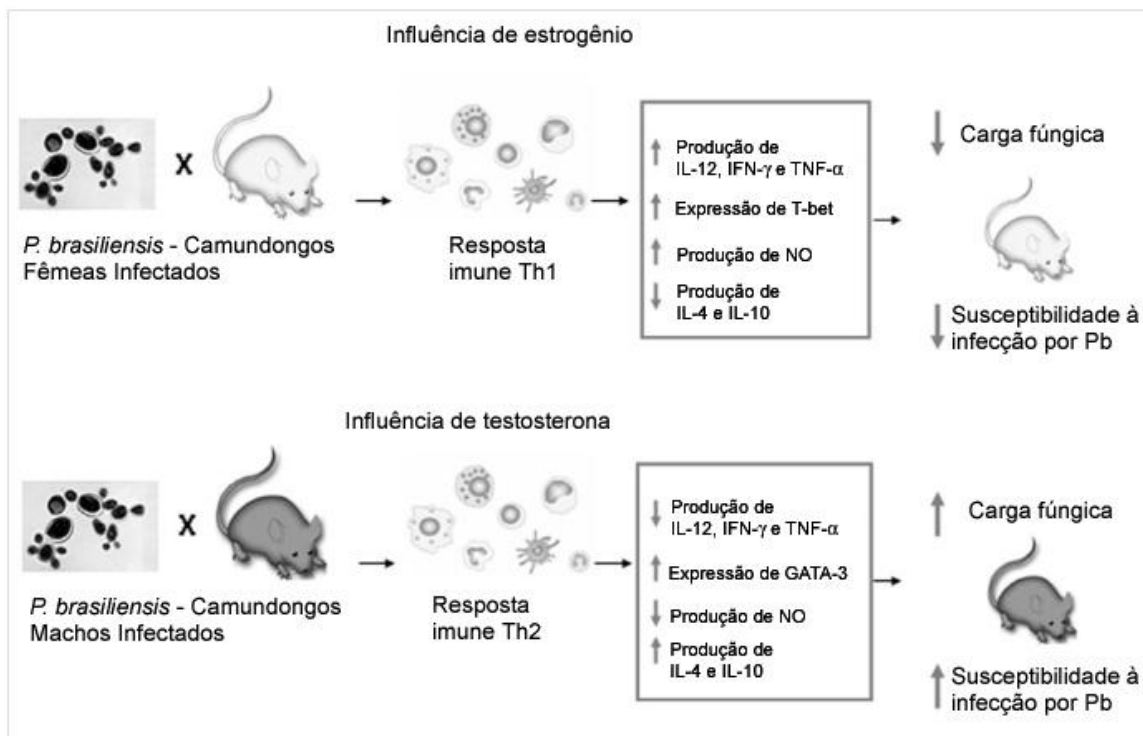 Influência de estrogênio
X
P. brasiliensis - Camundongos
Fêmeas Infectados
Resposta
imune Th1
Produção de
IL-12, IFN-γ e TNF-α
Expressão de T-bet
Produção de NO
Produção de
IL-4 e IL-10
Carga fúngica
Susceptibilidade à
infecção por Pb
Influência de testosterona
X
P. brasiliensis - Camundongos
Machos Infectados
Resposta
imune Th2
Produção de
IL-12, IFN-γ e TNF-α
Expressão de GATA-3
Produção de NO
Produção de
IL-4 e IL-10
Carga fúngica
Susceptibilidade à
infecção por Pb